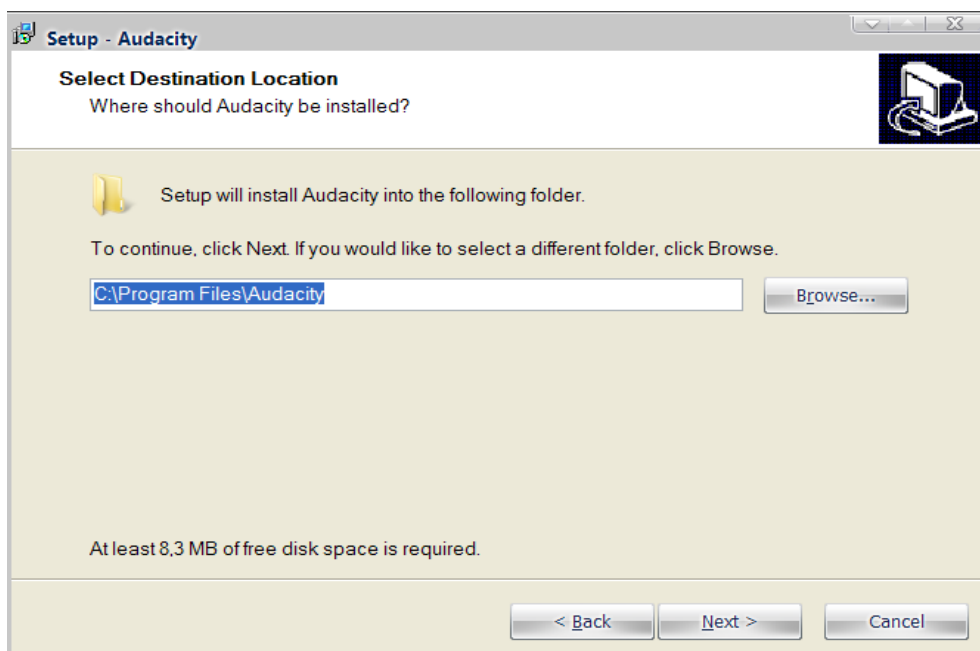 Setup - Audacity
Select Destination Location
Where should Audacity be installed?
Setup will install Audacity into the following folder.
To continue, click Next. If you would like to select a different folder, click Browse.
C:\Program Files\Audacity
Browse...
At least 8,3 MB of free disk space is required.
< Back
Next >
Cancel